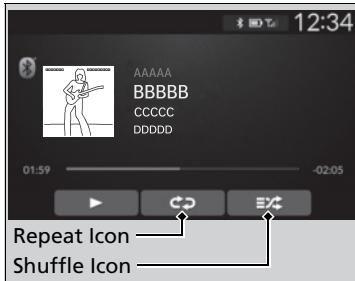 12:34
AAAAA
BBBBB
CCCCC
DDDDD
01:59 -02:05
Repeat Icon
Shuffle Icon